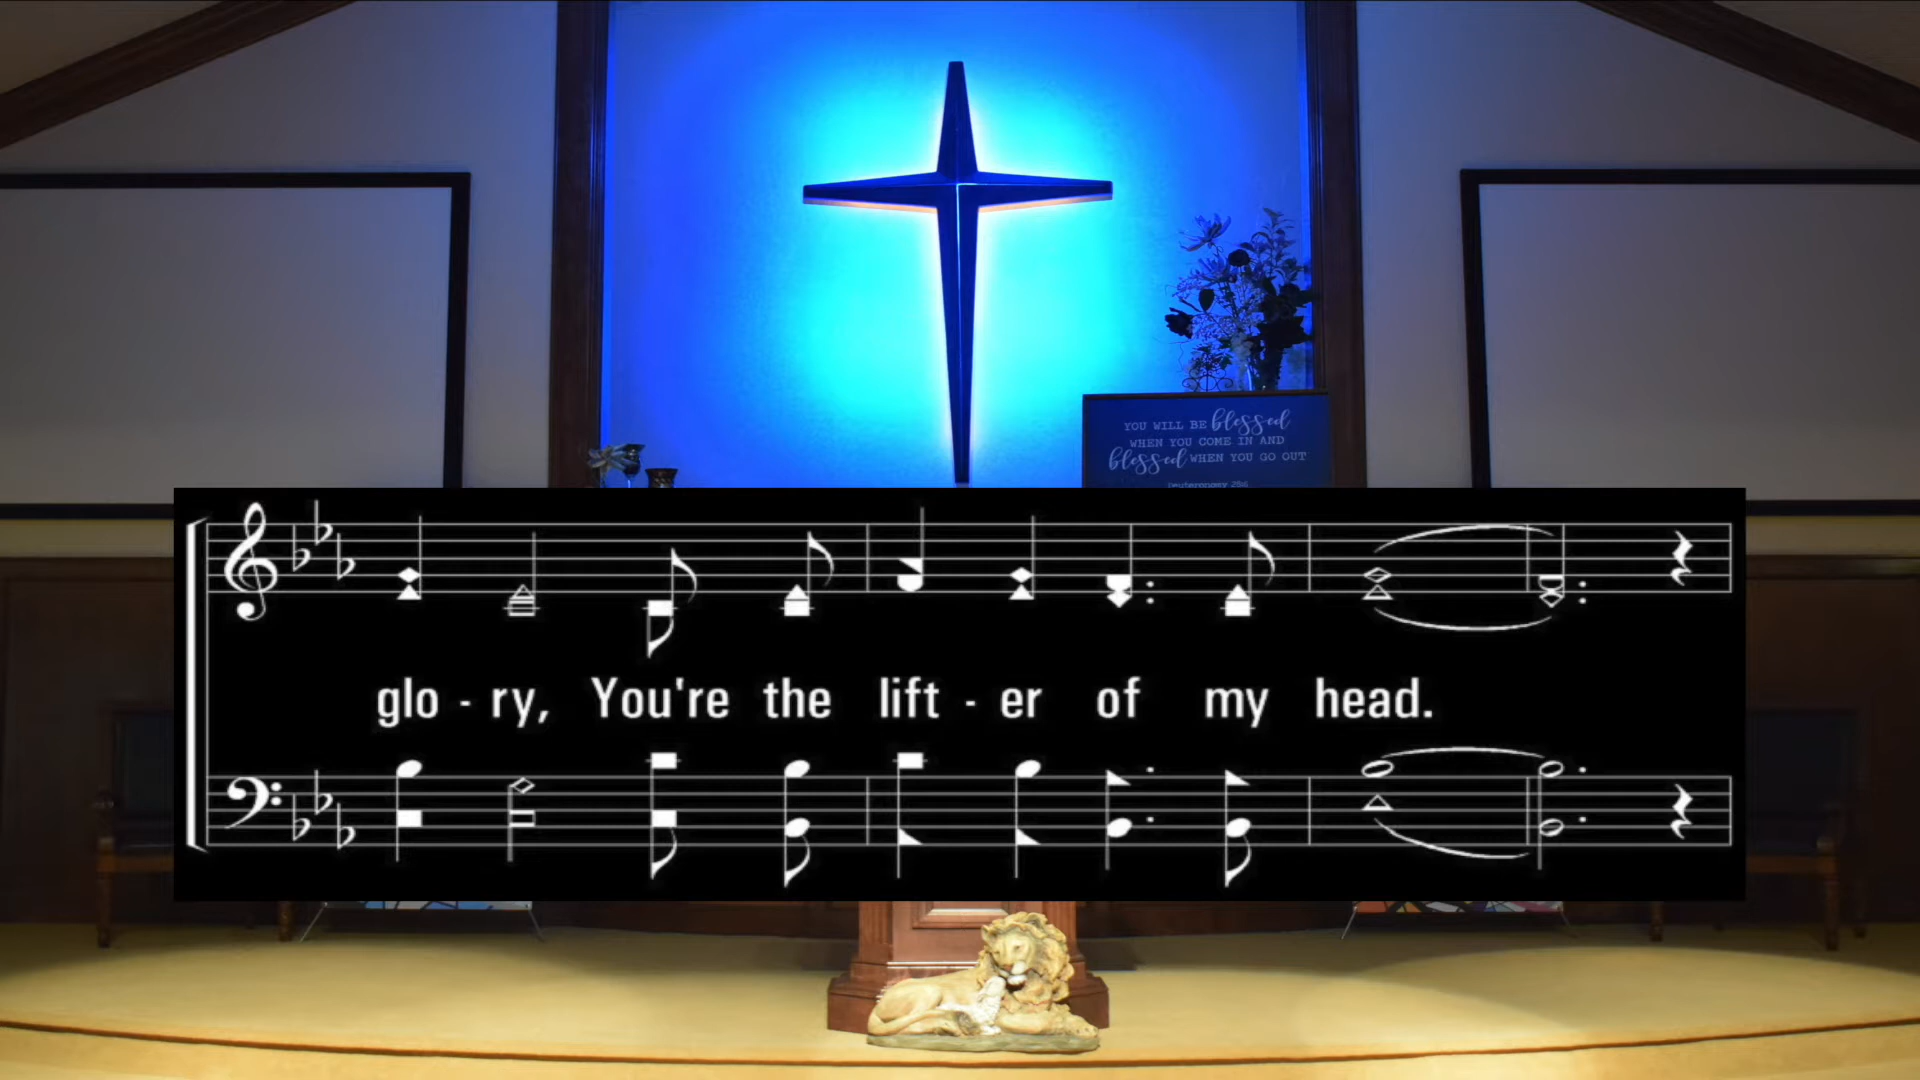 YOU WILL BE blessed
WHEN YOU COME IN AND
blessed WHEN YOU GO OUT
glo - ry, You're the lift - er of my head.